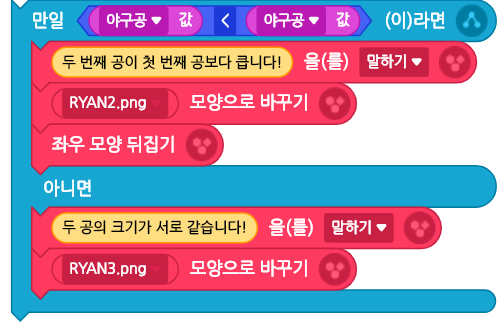 만일 야구공 값 < 야구공 값 (이)라면
두 번째 공이 첫 번째 공보다 큽니다! 을(를) 말하기
RYAN2.png 모양으로 바꾸기
좌우 모양 뒤집기
아니면
두 공의 크기가 서로 같습니다! 을(를) 말하기
RYAN3.png 모양으로 바꾸기